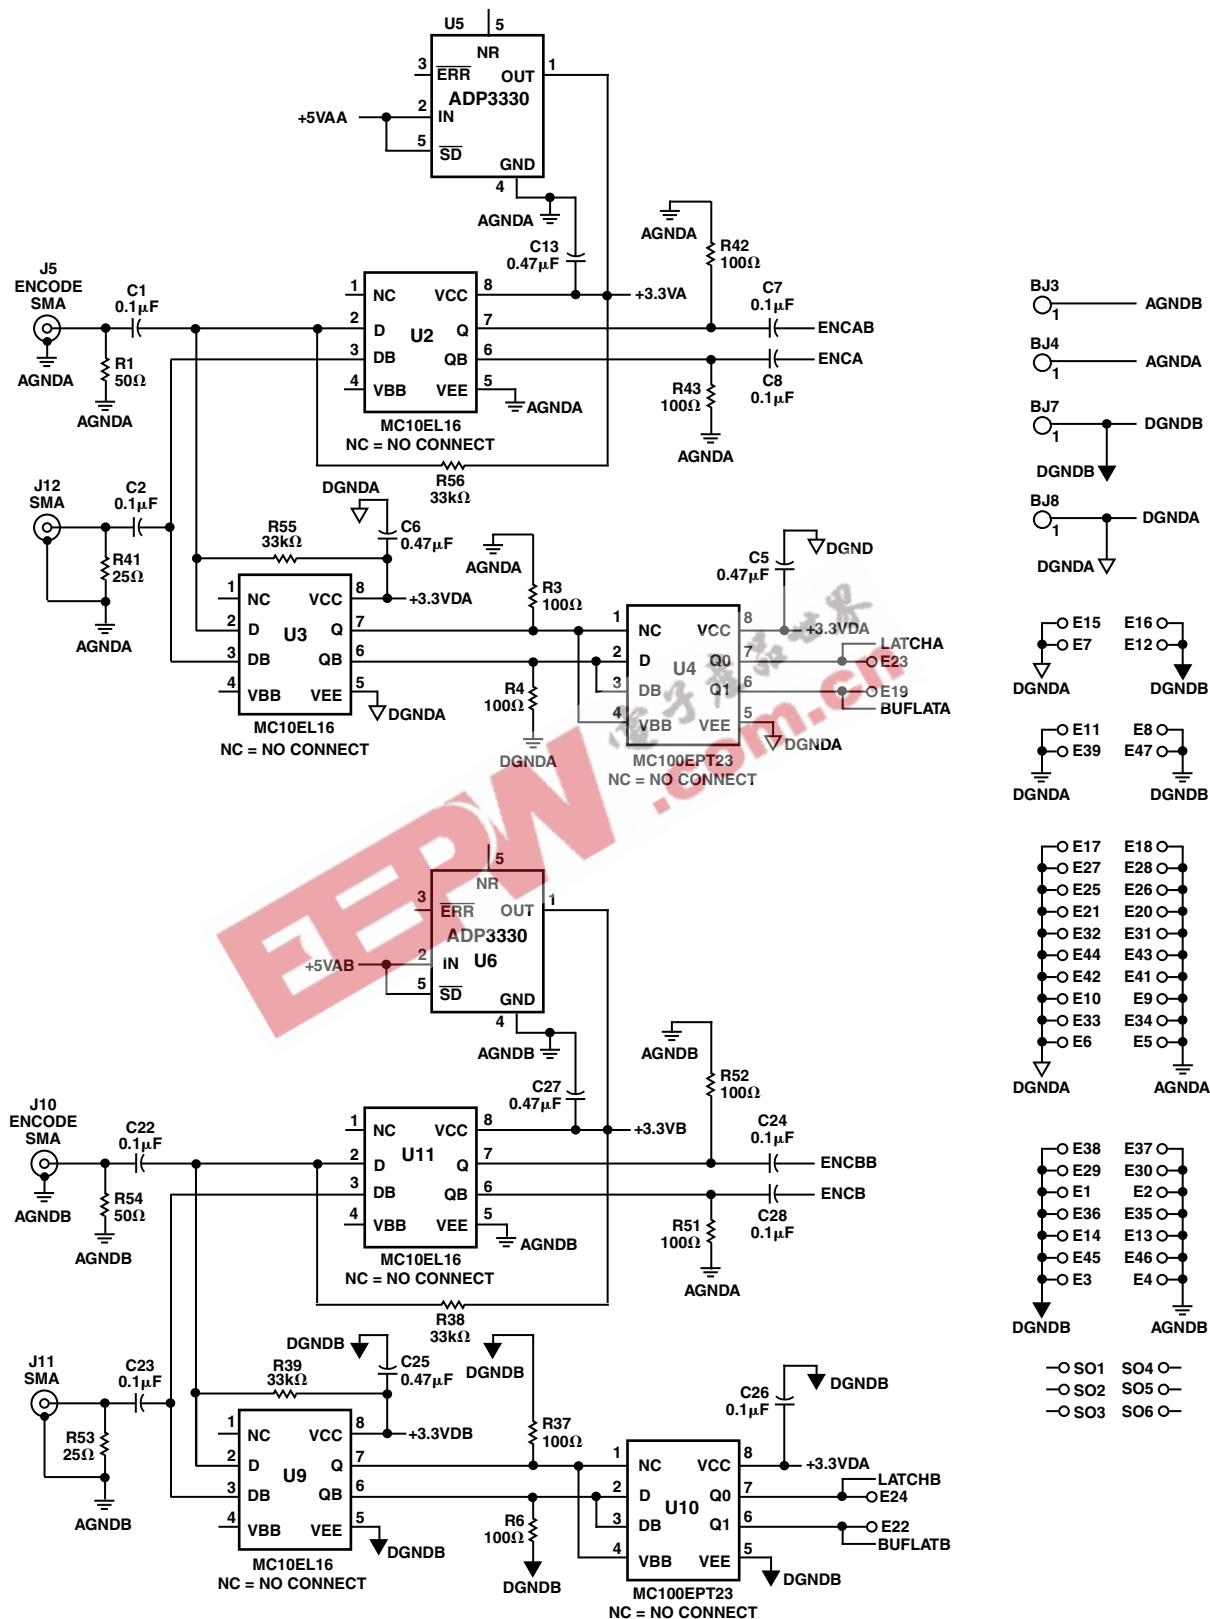 U5
5
NR
3
ERR
OUT
1
ADP3330
+5VAA
2
IN
5
SD
GND
4
AGNDA
C13
0.47μF
AGNDA
R42
100Ω
J5
ENCODE
SMA
C1
0.1μF
R1
50Ω
AGNDA
AGNDA
1
NC
VCC
8
+3.3VA
2
D
U2
Q
7
3
DB
QB
6
4
VBB
VEE
5
AGNDA
MC10EL16
NC = NO CONNECT
C7
0.1μF
ENCAB
ENCA
C8
0.1μF
R43
100Ω
AGNDA
R56
33kΩ
J12
SMA
C2
0.1μF
R41
25Ω
AGNDA
DGNDA
C6
0.47μF
R55
33kΩ
1
NC
VCC
8
+3.3VDA
2
D
U3
Q
7
3
DB
QB
6
4
VBB
VEE
5
DGNDA
MC10EL16
NC = NO CONNECT
AGNDA
R3
100Ω
R4
100Ω
DGNDA
C5
0.47μF
DGND
1
NC
VCC
8
+3.3VDA
2
D
U4
Q0
7
LATCHA
E23
3
DB
Q1
6
E19
BUFLATA
4
VBB
VEE
5
DGNDA
MC100EPT23
NC = NO CONNECT
EEPW
.com.cn
電子產品世界
5
NR
3
ERR
OUT
1
ADP3330
+5VAB
2
IN
U6
5
SD
GND
4
AGNDB
C27
0.47μF
AGNDB
R52
100Ω
J10
ENCODE
SMA
C22
0.1μF
R54
50Ω
AGNDB
AGNDB
1
NC
VCC
8
+3.3VB
2
D
U11
Q
7
3
DB
QB
6
4
VBB
VEE
5
AGNDB
MC10EL16
NC = NO CONNECT
C24
0.1μF
ENCBB
ENCB
C28
0.1μF
R51
100Ω
AGNDA
R38
33kΩ
J11
SMA
C23
0.1μF
R53
25Ω
AGNDB
DGNDB
C25
0.47μF
R39
33kΩ
1
NC
VCC
8
+3.3VDB
2
D
U9
Q
7
3
DB
QB
6
4
VBB
VEE
5
DGNDB
MC10EL16
NC = NO CONNECT
DGNDB
R37
100Ω
R6
100Ω
DGNDB
C26
0.1μF
DGNDB
1
NC
VCC
8
+3.3VDA
2
D
U10
Q0
7
LATCHB
E24
3
DB
Q1
6
E22
BUFLATB
4
VBB
VEE
5
DGNDB
MC100EPT23
NC = NO CONNECT
BJ3
1
AGNDB
BJ4
1
AGNDA
BJ7
1
DGNDB
DGNDB
BJ8
1
DGNDA
DGNDA
E15 E16
E7 E12
DGNDA DGNDB
E11 E8
E39 E47
DGNDA DGNDB
E17 E18
E27 E28
E25 E26
E21 E20
E32 E31
E44 E43
E42 E41
E10 E9
E33 E34
E6 E5
DGNDA AGNDA
E38 E37
E29 E30
E1 E2
E36 E35
E14 E13
E45 E46
E3 E4
DGNDB AGNDB
SO1 SO4
SO2 SO5
SO3 SO6